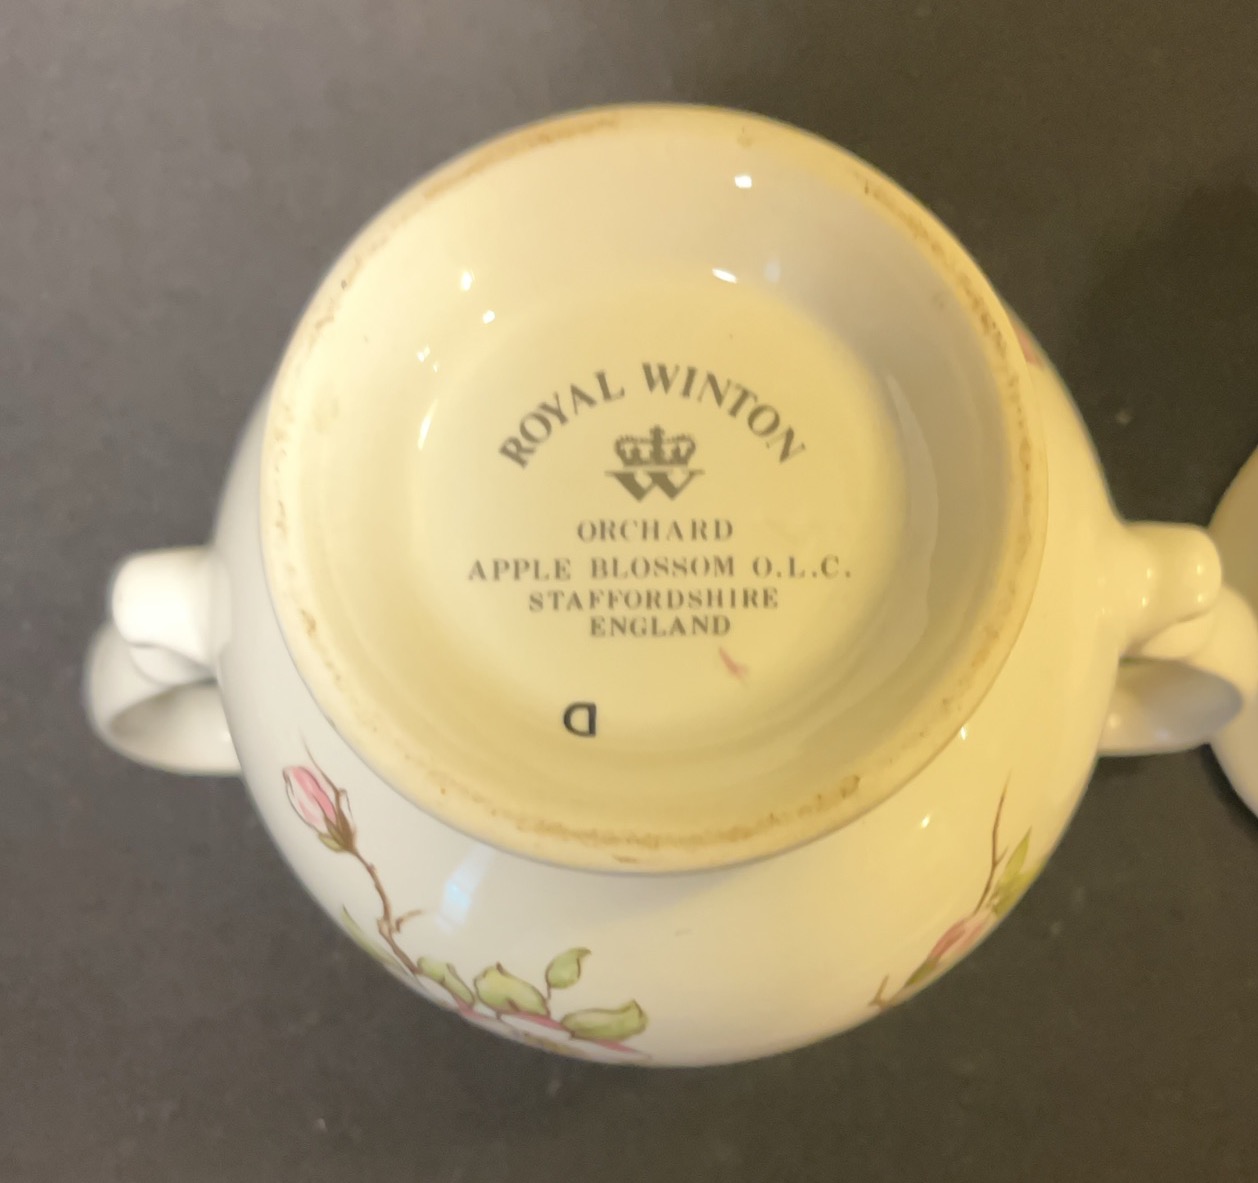 ROYAL WINTON
W
ORCHARD
APPLE BLOSSOM O.L.C.
STAFFORDSHIRE
ENGLAND
D